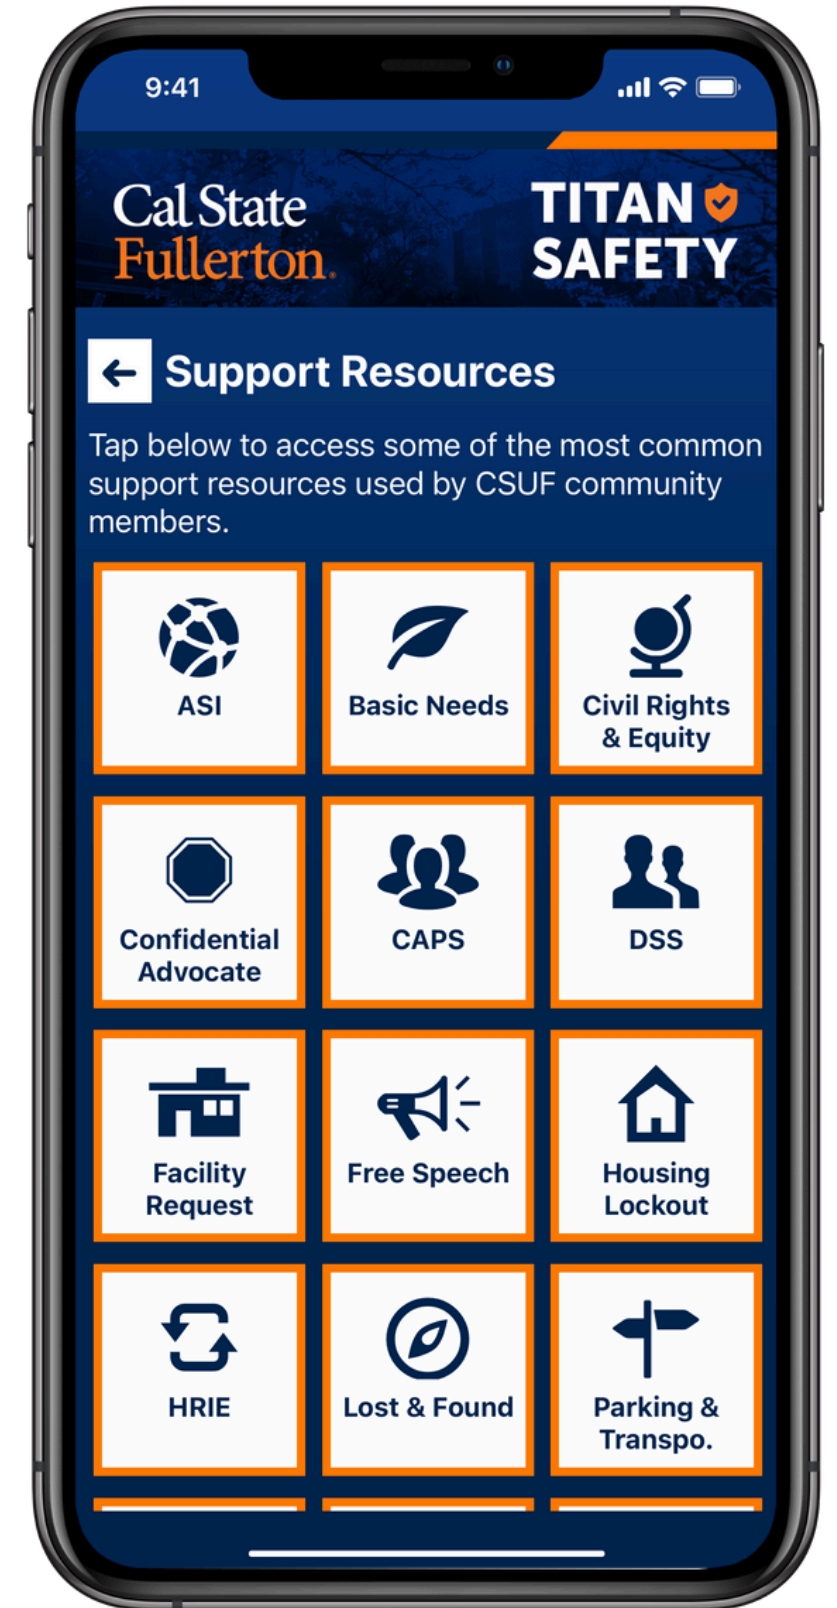 9:41
Cal State
Fullerton.
TITAN
SAFETY
Support Resources
Tap below to access some of the most common
support resources used by CSUF community
members.
ASI
Basic Needs
Civil Rights
& Equity
Confidential
Advocate
CAPS
DSS
Facility
Request
Free Speech
Housing
Lockout
HRIE
Lost & Found
Parking &
Transpo.